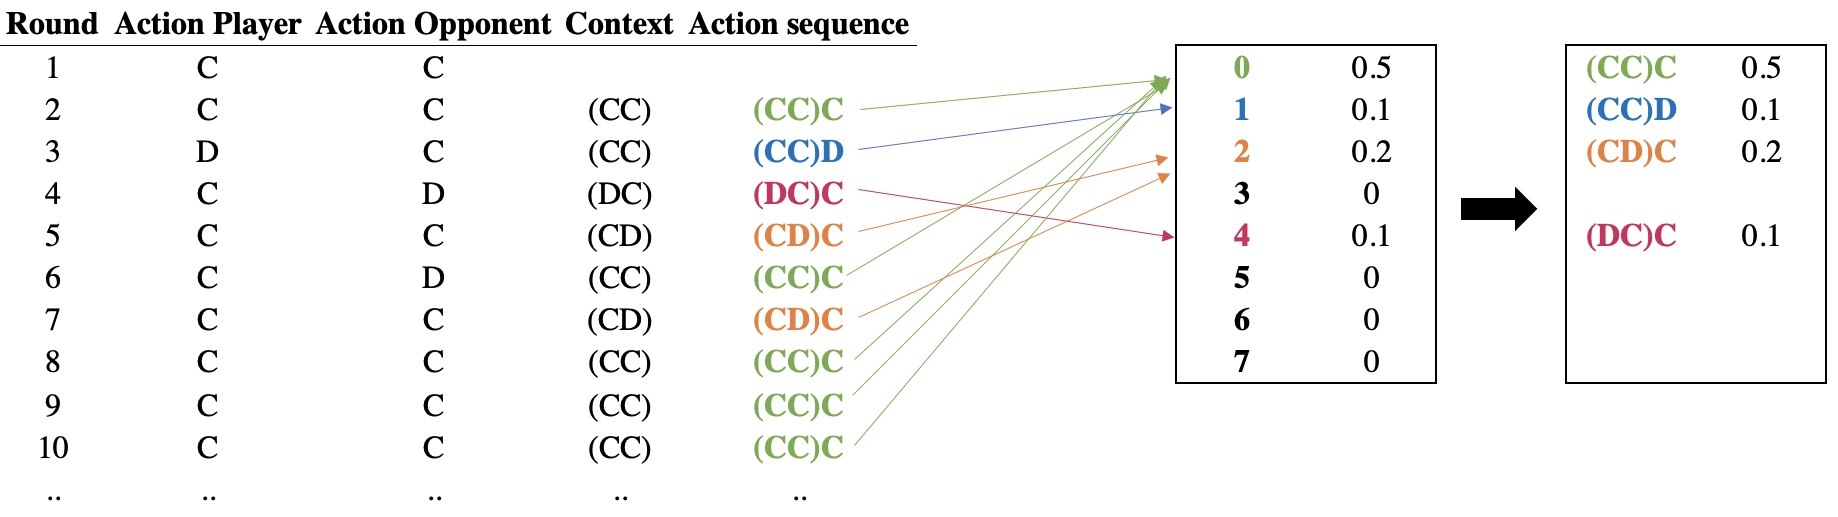 Round Action Player Action Opponent Context Action sequence
1 C C
2 C C (CC) (CC)C
3 D C (CC) (CC)D
4 C D (DC) (DC)C
5 C C (CD) (CD)C
6 C D (CC) (CC)C
7 C C (CD) (CD)C
8 C C (CC) (CC)C
9 C C (CC) (CC)C
10 C C (CC) (CC)C
.. .. .. .. ..
0 0.5
1 0.1
2 0.2
3 0
4 0.1
5 0
6 0
7 0
(CC)C 0.5
(CC)D 0.1
(CD)C 0.2
(DC)C 0.1